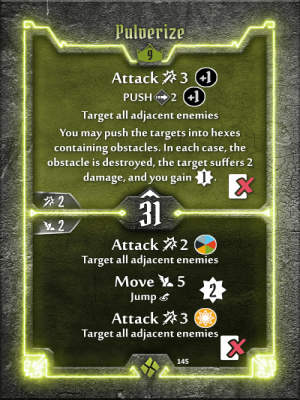 Pulverize
9
Attack 3 +1
PUSH 2 +1
Target all adjacent enemies
You may push the targets into hexes
containing obstacles. In each case, the
obstacle is destroyed, the target suffers 2
damage, and you gain 1.
2
31
2
Attack 2
Target all adjacent enemies
Move 5
Jump
2
Attack 3
Target all adjacent enemies
145